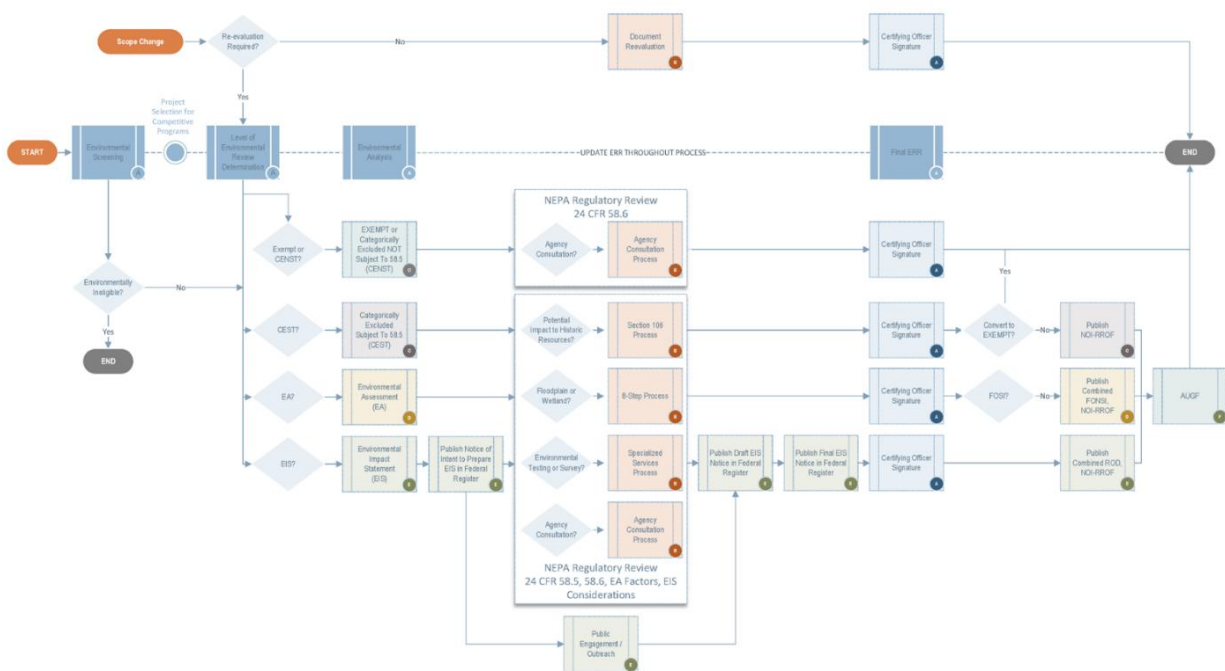 Scope Change
Re-evaluation
Required?
No
Document
Reevaluation
B
Certifying Officer
Signature
A
Yes
Project
Selection for
Competitive
Programs
START
Environmental
Screening
A
Level of
Environmental
Review
Determination
A
Environmental
Analysis
A
UPDATE ERR THROUGHOUT PROCESS
Final ERR
A
END
NEPA Regulatory Review
24 CFR 58.6
Exempt or
CENST?
EXEMPT or
Categorically
Excluded NOT
Subject To 58.5
(CENST)
Agency
Consultation?
Agency
Consultation
Process
B
Certifying Officer
Signature
A
Yes
Environmentally
Ineligible?
No
Yes
END
CEST?
Categorically
Excluded
Subject To 58.5
(CEST)
C
Potential
Impact to Historic
Resources?
Section 106
Process
B
Certifying Officer
Signature
A
Convert to
EXEMPT?
No
Publish
NOI-RROF
C
EA?
Environmental
Assessment
(EA)
D
Floodplain or
Wetland?
8-Step Process
B
Certifying Officer
Signature
A
FOSI?
No
Publish
Combined
FONSI,
NOI-RROF
D
AUGF
F
EIS?
Environmental
Impact
Statement
(EIS)
E
Publish Notice of
Intent to Prepare
EIS in Federal
Register
E
Environmental
Testing or Survey?
Specialized
Services
Process
B
Publish Draft EIS
Notice in Federal
Register
E
Publish Final EIS
Notice in Federal
Register
E
Certifying Officer
Signature
A
Publish
Combined ROD,
NOI-RROF
E
Agency
Consultation?
Agency
Consultation
Process
B
NEPA Regulatory Review
24 CFR 58.5, 58.6, EA Factors, EIS
Considerations
Public
Engagement /
Outreach
E